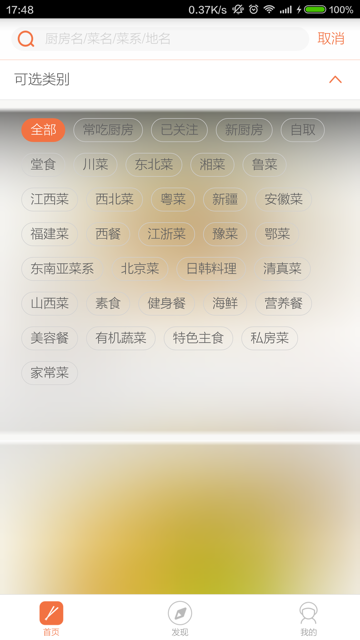 17:48 0.37K/s 100%
厨房名/菜名/菜系/地名 取消
可选类别
全部 常吃厨房 已关注 新厨房 自取
堂食 川菜 东北菜 湘菜 鲁菜
江西菜 西北菜 粤菜 新疆 安徽菜
福建菜 西餐 江浙菜 豫菜 鄂菜
东南亚菜系 北京菜 日韩料理 清真菜
山西菜 素食 健身餐 海鲜 营养餐
美容餐 有机蔬菜 特色主食 私房菜
家常菜
首页 发现 我的